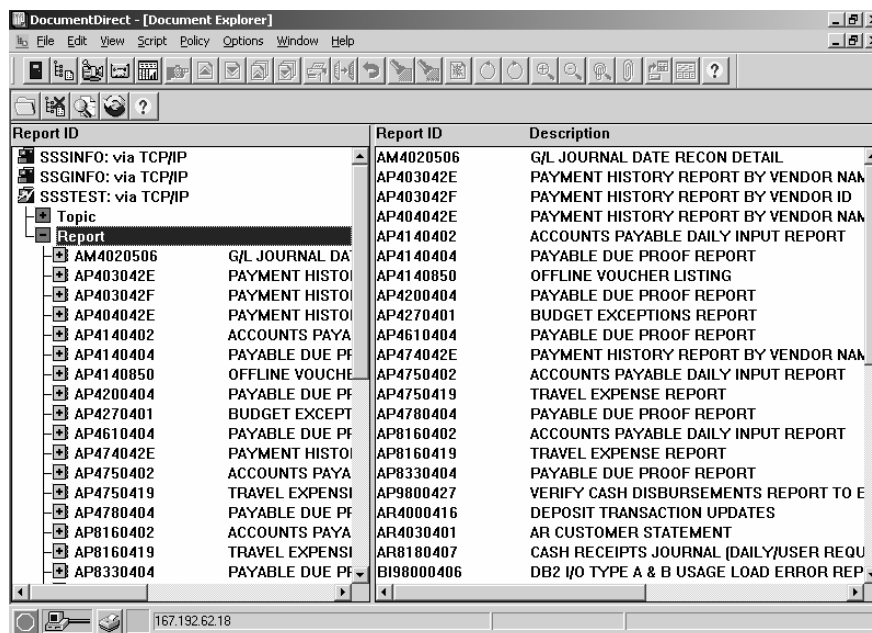 DocumentDirect - [Document Explorer]
File Edit View Script Policy Options Window Help
Report ID
SSSINFO: via TCP/IP
SSGINFO: via TCP/IP
SSSTEST: via TCP/IP
Topic
Report
AM4020506 G/L JOURNAL DAT
AP403042E PAYMENT HISTO
AP403042F PAYMENT HISTO
AP404042E PAYMENT HISTO
AP4140402 ACCOUNTS PAYA
AP4140404 PAYABLE DUE PR
AP4140850 OFFLINE VOUCHE
AP4200404 PAYABLE DUE PR
AP4270401 BUDGET EXCEPT
AP4610404 PAYABLE DUE PR
AP474042E PAYMENT HISTO
AP4750402 ACCOUNTS PAYA
AP4750419 TRAVEL EXPENSI
AP4780404 PAYABLE DUE PR
AP8160402 ACCOUNTS PAYA
AP8160419 TRAVEL EXPENSI
AP8330404 PAYABLE DUE PR
Report ID Description
AM4020506 G/L JOURNAL DATE RECON DETAIL
AP403042E PAYMENT HISTORY REPORT BY VENDOR NAM
AP403042F PAYMENT HISTORY REPORT BY VENDOR ID
AP404042E PAYMENT HISTORY REPORT BY VENDOR NAM
AP4140402 ACCOUNTS PAYABLE DAILY INPUT REPORT
AP4140404 PAYABLE DUE PROOF REPORT
AP4140850 OFFLINE VOUCHER LISTING
AP4200404 PAYABLE DUE PROOF REPORT
AP4270401 BUDGET EXCEPTIONS REPORT
AP4610404 PAYABLE DUE PROOF REPORT
AP474042E PAYMENT HISTORY REPORT BY VENDOR NAM
AP4750402 ACCOUNTS PAYABLE DAILY INPUT REPORT
AP4750419 TRAVEL EXPENSE REPORT
AP4780404 PAYABLE DUE PROOF REPORT
AP8160402 ACCOUNTS PAYABLE DAILY INPUT REPORT
AP8160419 TRAVEL EXPENSE REPORT
AP8330404 PAYABLE DUE PROOF REPORT
AP9800427 VERIFY CASH DISBURSEMENTS REPORT TO E
AR4000416 DEPOSIT TRANSACTION UPDATES
AR4030401 AR CUSTOMER STATEMENT
AR8180407 CASH RECEIPTS JOURNAL (DAILY/USER REQU
BI98000406 DB2 I/O TYPE A & B USAGE LOAD ERROR REP
167.192.62.18